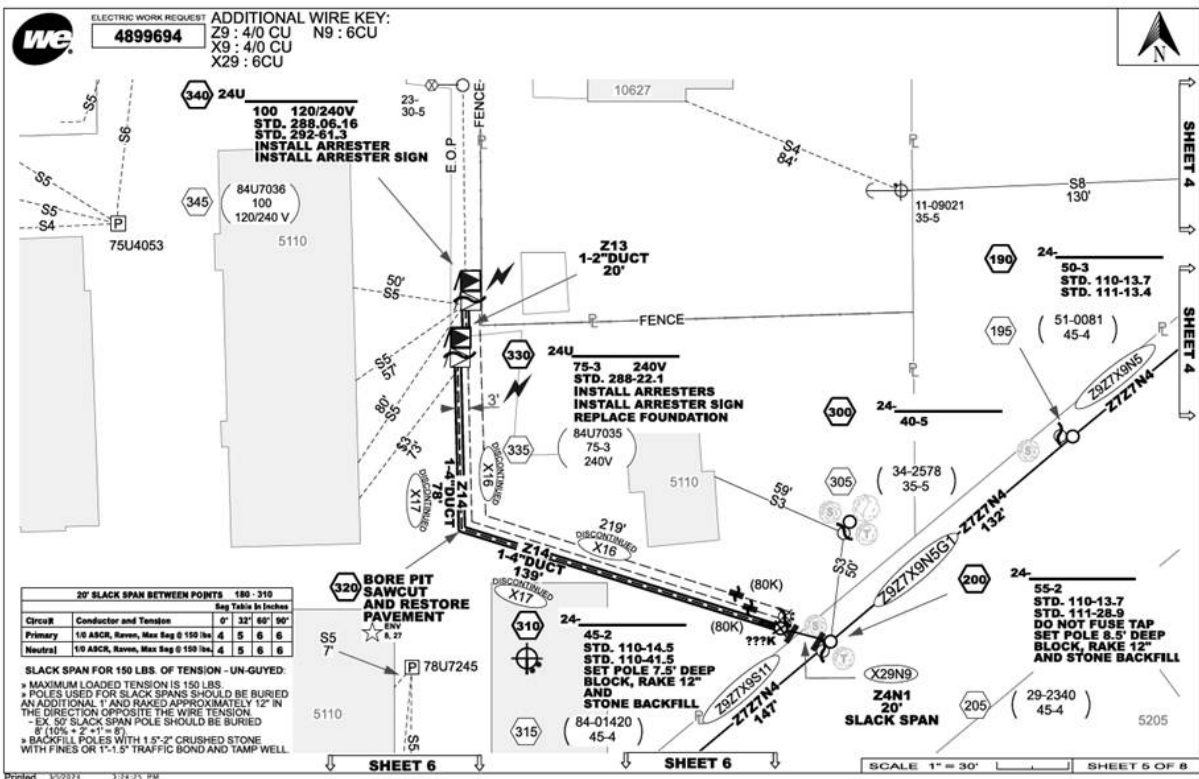 we
ELECTRIC WORK REQUEST
4899694
ADDITIONAL WIRE KEY:
Z9 : 4/0 CU N9 : 6CU
X9 : 4/0 CU
X29 : 6CU
N
340 24U
100 120/240V
STD. 288.06.16
STD. 292-61.3
INSTALL ARRESTER
INSTALL ARRESTER SIGN
345
84U7036
100
120/240 V
S5
S6
S5
S5
S4
P
75U4053
5110
23-
30-5
E.O.P
FENCE
10627
S4
84'
11-09021
35-5
S8
130'
SHEET 4
SHEET 4
Z13
1-2"DUCT
20'
50'
S5
S5
57'
80'
S5
S3
73'
FENCE
190 24-
50-3
STD. 110-13.7
STD. 111-13.4
195
(51-0081)
45-4
330 24U
75-3 240V
STD. 288-22.1
INSTALL ARRESTERS
INSTALL ARRESTER SIGN
REPLACE FOUNDATION
335
84U7035
75-3
240V
3'
300 24-
40-5
305
(34-2578)
35-5
Z9Z7X9N5
Z7Z7N4
DISCONTINUED
X17
Z14
1-4"DUCT
78'
DISCONTINUED
X16
5110
59'
S3
S3
50'
219'
DISCONTINUED
X16
Z14
1-4"DUCT
139'
DISCONTINUED
X17
Z9Z7X9N5G1
Z7Z7N4
132'
320 BORE PIT
SAWCUT
AND RESTORE
PAVEMENT
ENV
8, 27
(80K)
(80K)
???K
200 24-
55-2
STD. 110-13.7
STD. 111-28.9
DO NOT FUSE TAP
SET POLE 8.5' DEEP
BLOCK, RAKE 12"
AND STONE BACKFILL
205
(29-2340)
45-4
5205
310 24-
45-2
STD. 110-14.5
STD. 110-41.5
SET POLE 7.5' DEEP
BLOCK, RAKE 12"
AND
STONE BACKFILL
315
(84-01420)
45-4
Z9Z7X9S11
Z7Z7N4
147'
X29N9
Z4N1
20'
SLACK SPAN
S5
7'
P 78U7245
5110
S5
20' SLACK SPAN BETWEEN POINTS 180 - 310
Sag Table in Inches
Circuit Conductor and Tension 0° 32° 60° 90°
Primary 1/0 ASCR, Raven, Max Sag @ 150 lbs. 4 5 6 6
Neutral 1/0 ASCR, Raven, Max Sag @ 150 lbs. 4 5 6 6
SLACK SPAN FOR 150 LBS. OF TENSION - UN-GUYED:
» MAXIMUM LOADED TENSION IS 150 LBS.
» POLES USED FOR SLACK SPANS SHOULD BE BURIED
AN ADDITIONAL 1' AND RAKED APPROXIMATELY 12" IN
THE DIRECTION OPPOSITE THE WIRE TENSION.
- EX. 50' SLACK SPAN POLE SHOULD BE BURIED
8' (10% + 2' +1' = 8').
» BACKFILL POLES WITH 1.5"-2" CRUSHED STONE
WITH FINES OR 1"-1.5" TRAFFIC BOND AND TAMP WELL.
SHEET 6
SHEET 6
SCALE 1" = 30'
SHEET 5 OF 8
Printed 3/5/2024 3:24:25 PM